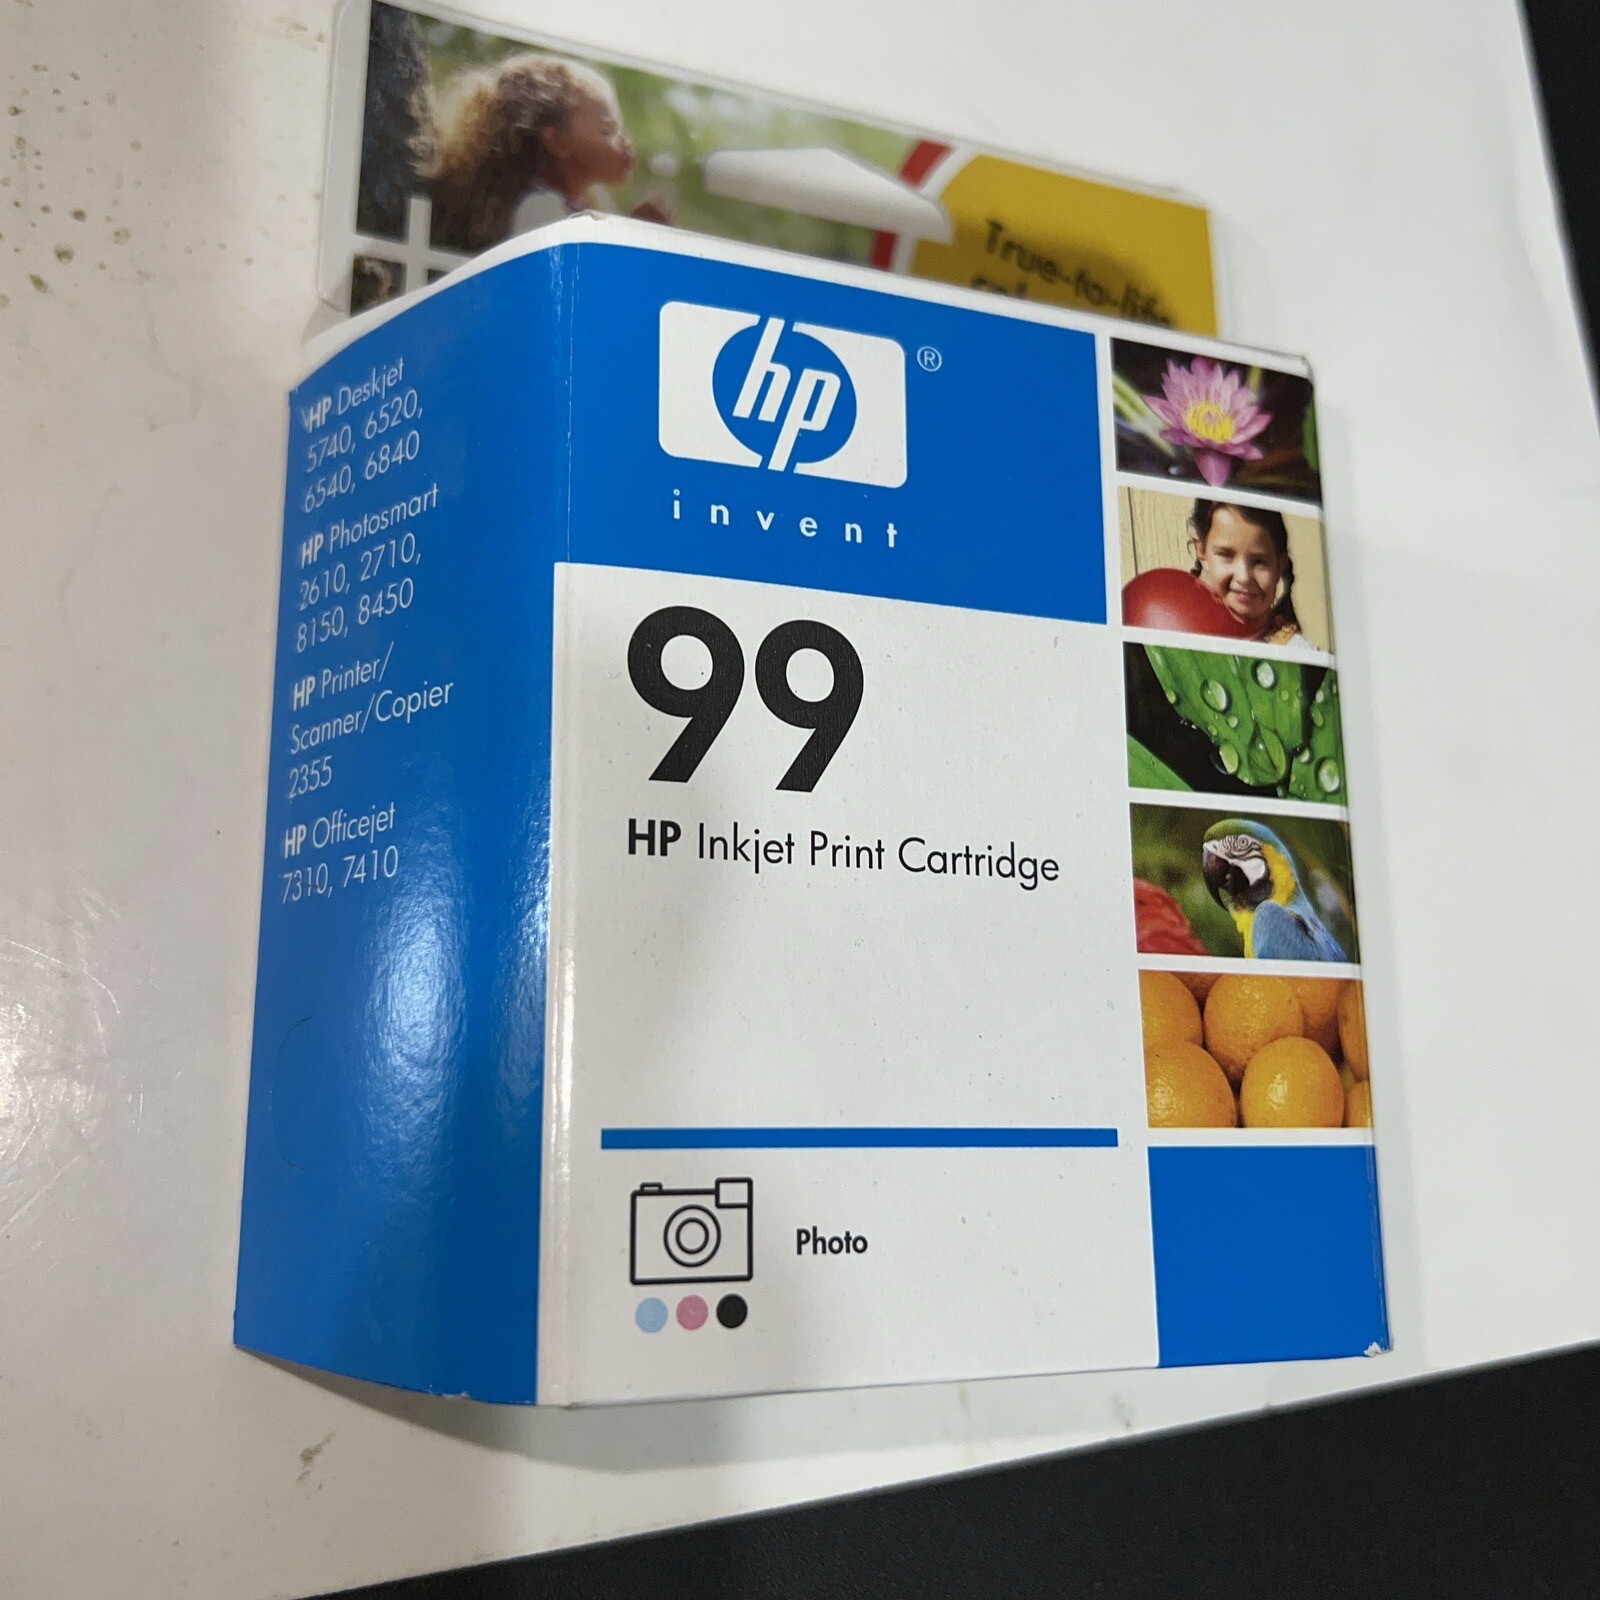 True-to-life
HP Deskjet
5740, 6520,
6540, 6840
HP Photosmart
2610, 2710,
8150, 8450
HP Printer/
Scanner/Copier
2355
HP Officejet
7310, 7410
hp®
invent
99
HP Inkjet Print Cartridge
Photo